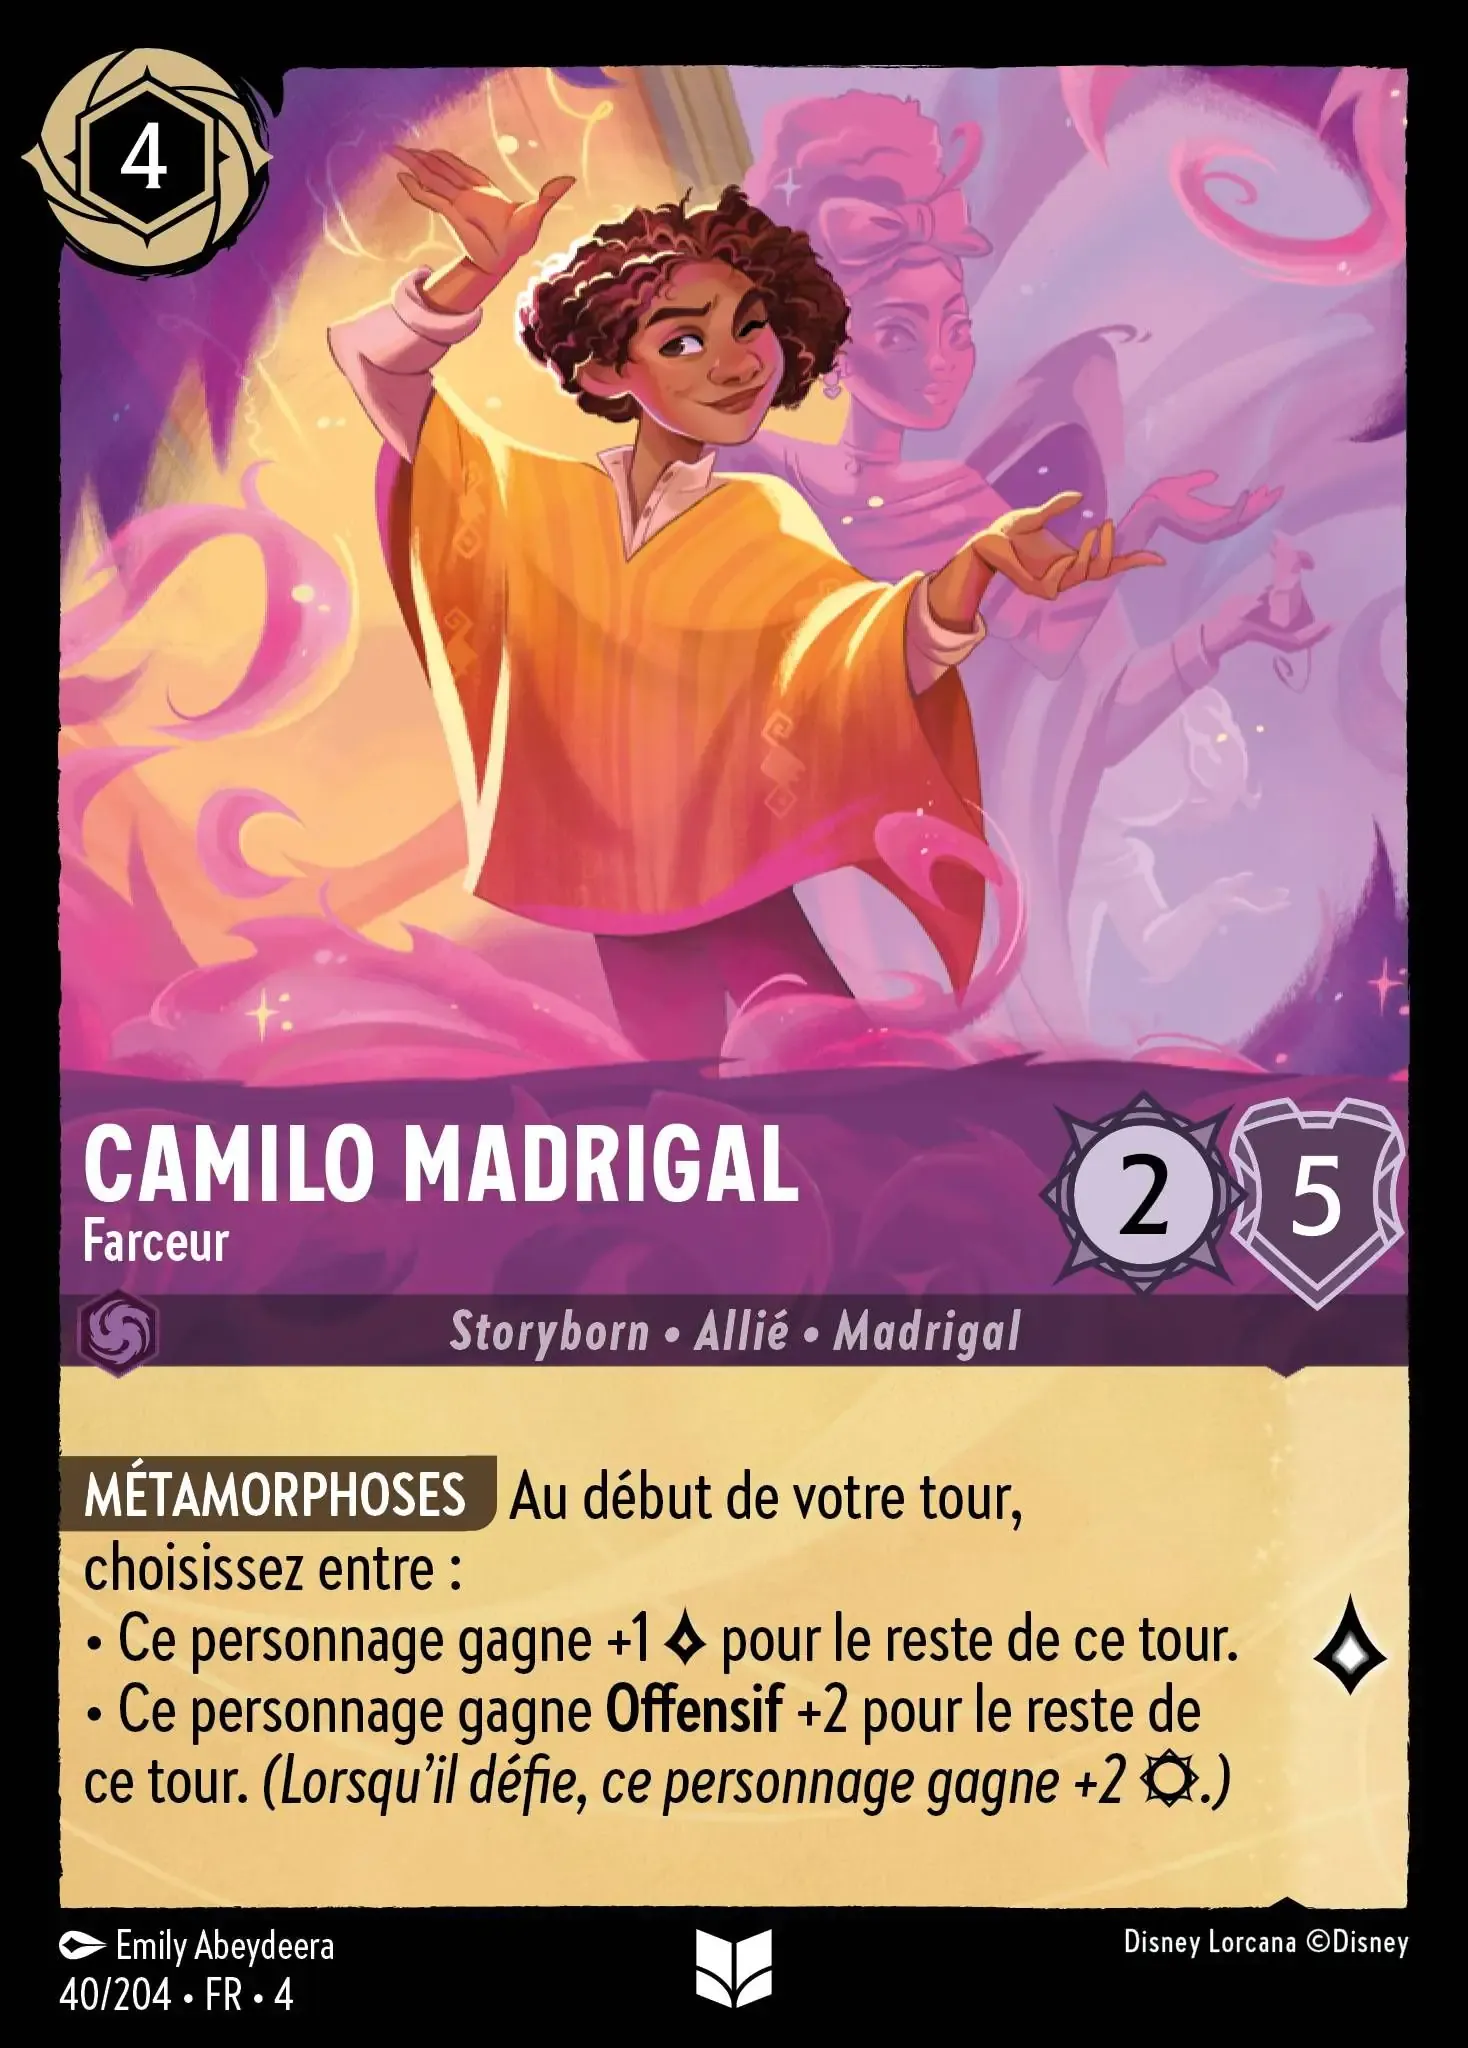 4
CAMILO MADRIGAL
Farceur
2
5
Storyborn • Allié • Madrigal
MÉTAMORPHOSES Au début de votre tour,
choisissez entre :
• Ce personnage gagne +1 pour le reste de ce tour.
• Ce personnage gagne Offensif +2 pour le reste de
ce tour. (Lorsqu'il défie, ce personnage gagne +2 .)
Emily Abeydeera
Disney Lorcana ©Disney
40/204 • FR • 4